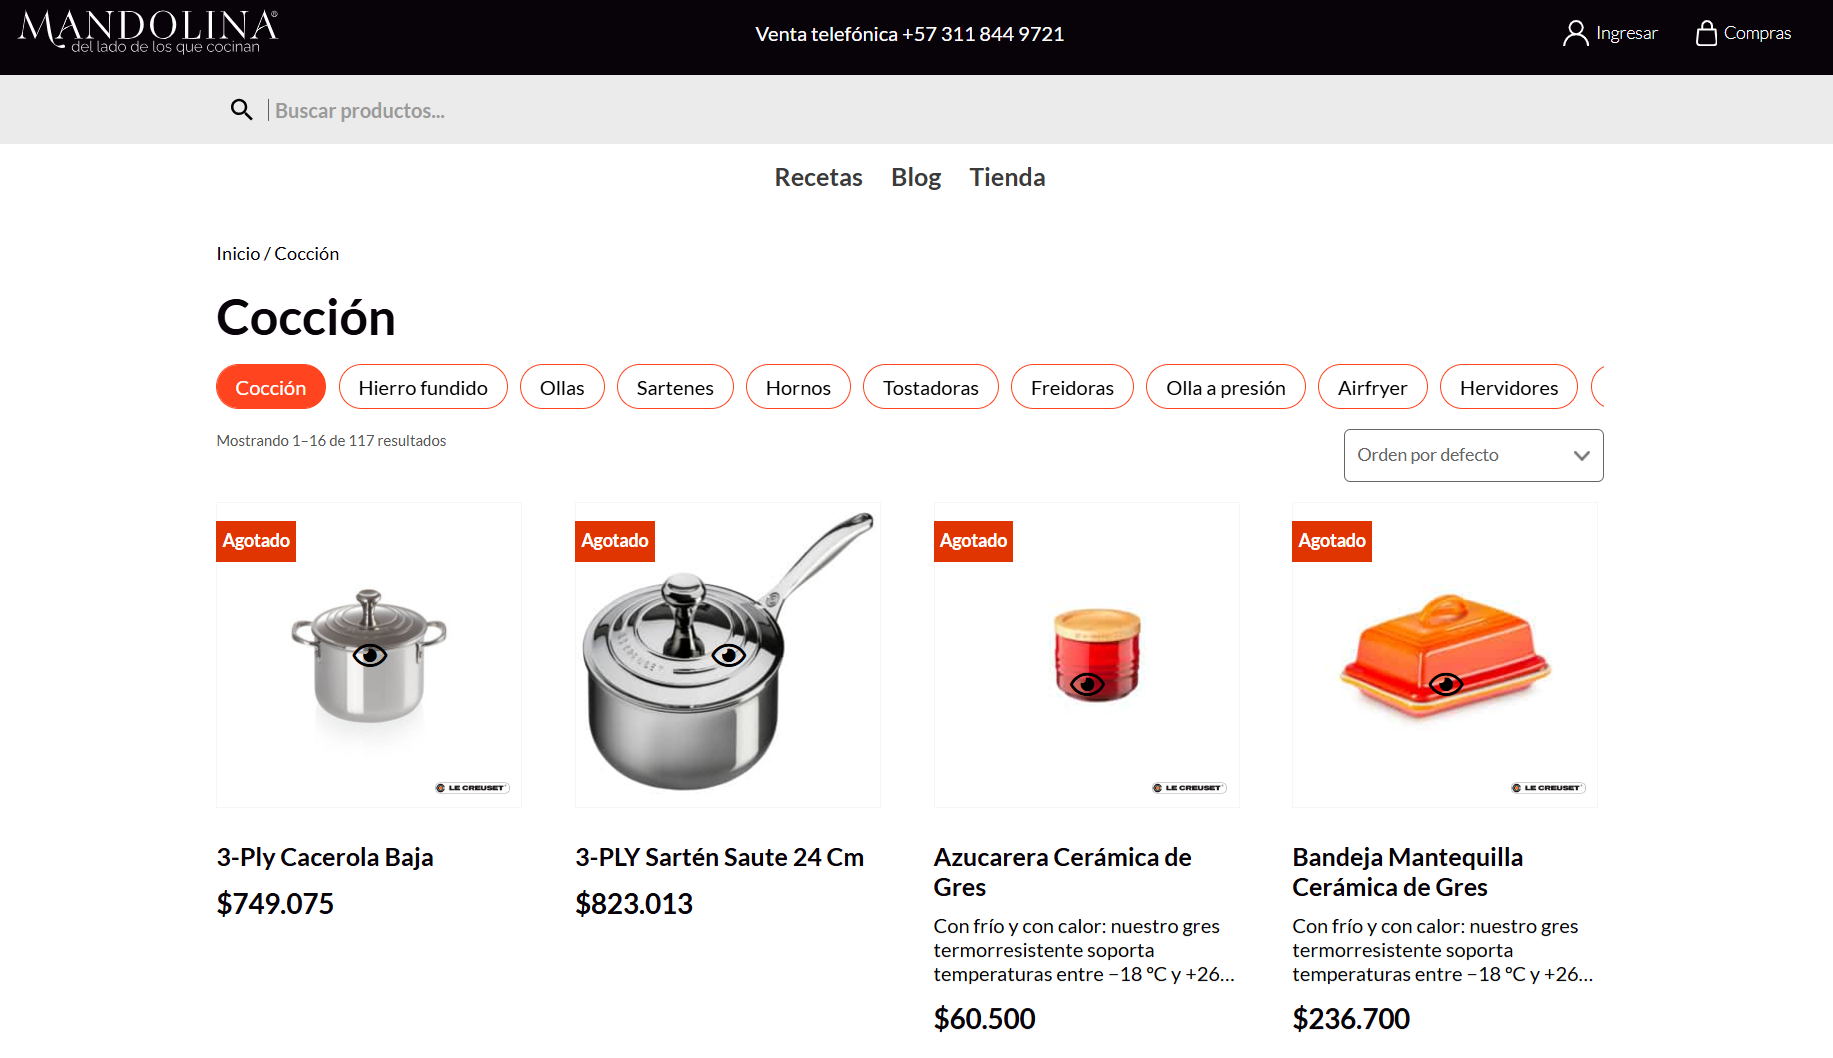 MANDOLINA®
del lado de los que cocinan
Venta telefónica +57 311 844 9721
Ingresar
Compras
Buscar productos...
Recetas Blog Tienda
Inicio / Cocción
Cocción
Cocción Hierro fundido Ollas Sartenes Hornos Tostadoras Freidoras Olla a presión Airfryer Hervidores
Mostrando 1–16 de 117 resultados
Orden por defecto
Agotado Agotado Agotado Agotado
LE CREUSET LE CREUSET LE CREUSET
3-Ply Cacerola Baja
$749.075
3-PLY Sartén Saute 24 Cm
$823.013
Azucarera Cerámica de
Gres
Con frío y con calor: nuestro gres
termorresistente soporta
temperaturas entre −18 ºC y +26...
$60.500
Bandeja Mantequilla
Cerámica de Gres
Con frío y con calor: nuestro gres
termorresistente soporta
temperaturas entre −18 ºC y +26...
$236.700